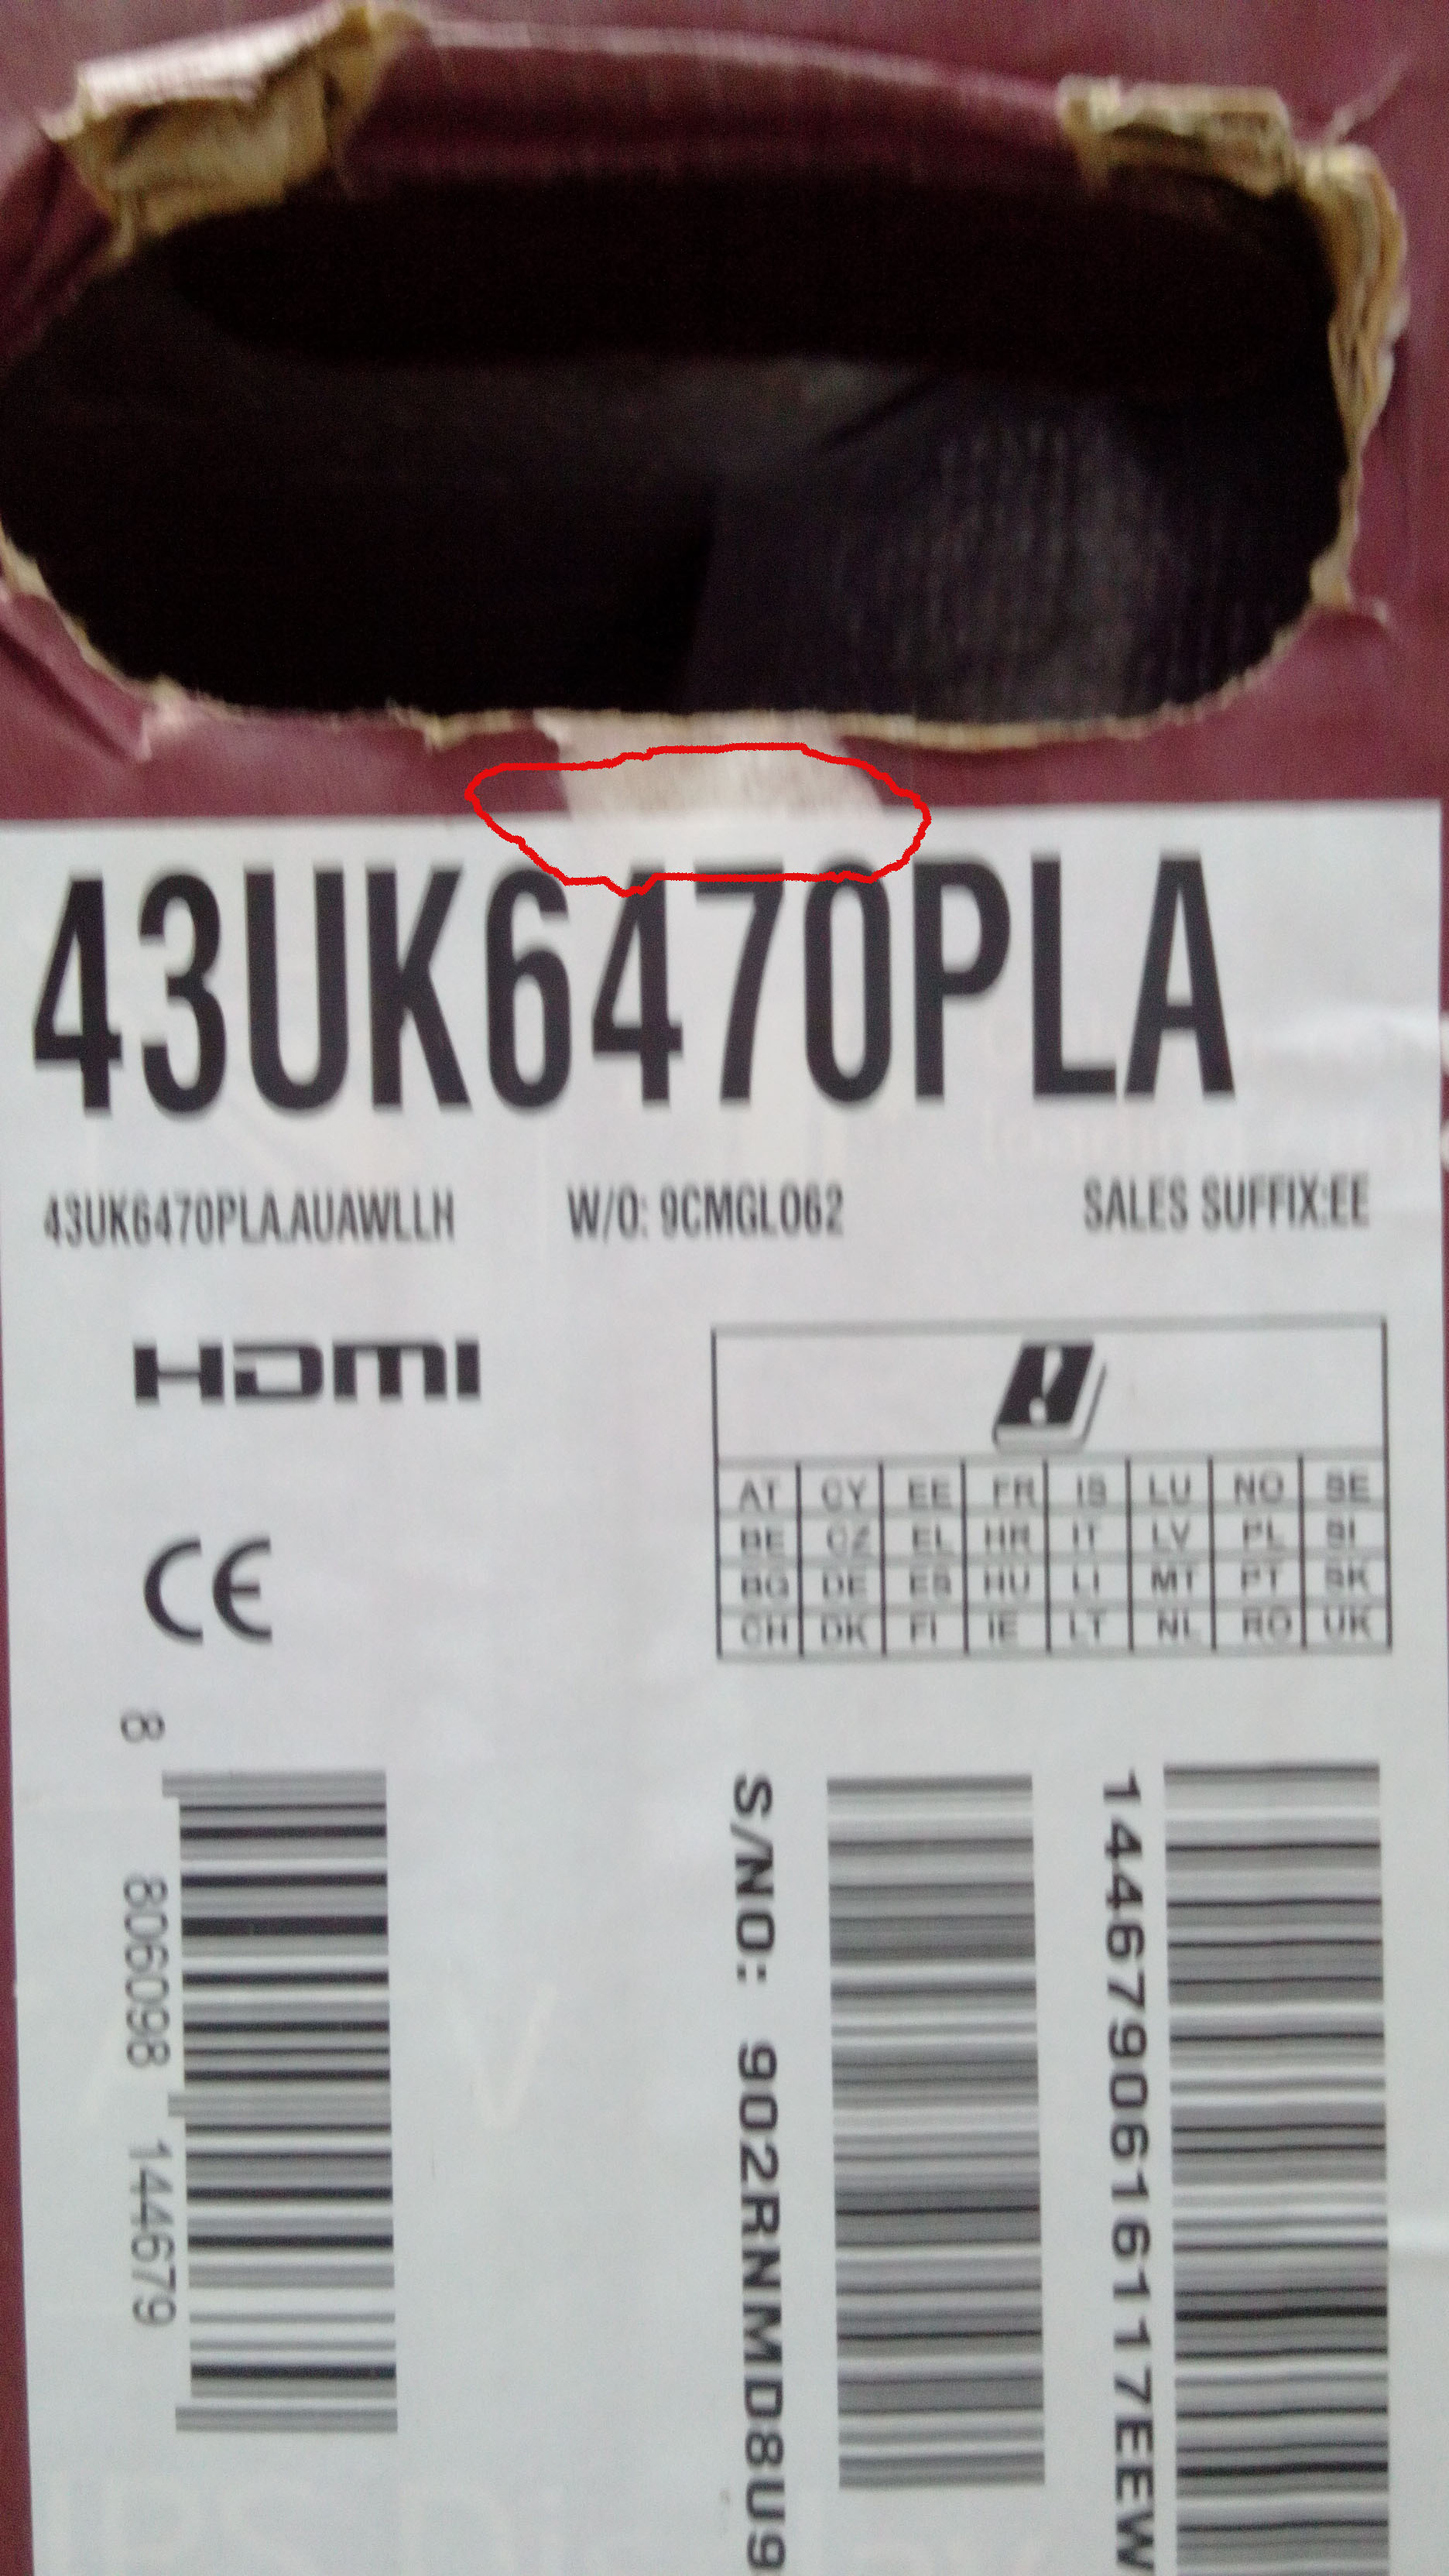 43UK6470PLA
43UK6470PLA.AUAWLLH W/O: 9CMGLO62 SALES SUFFIX:EE
HDMI
AT CY EE FR IS LU NO SE
BE CZ EL HR IT LV PL SI
BG DE ES HU LI MT PT SK
CH DK FI IE LT NL RO UK
CE
8 806098 144679
S/NO: 902RNMD8U9
1446790616117EEW